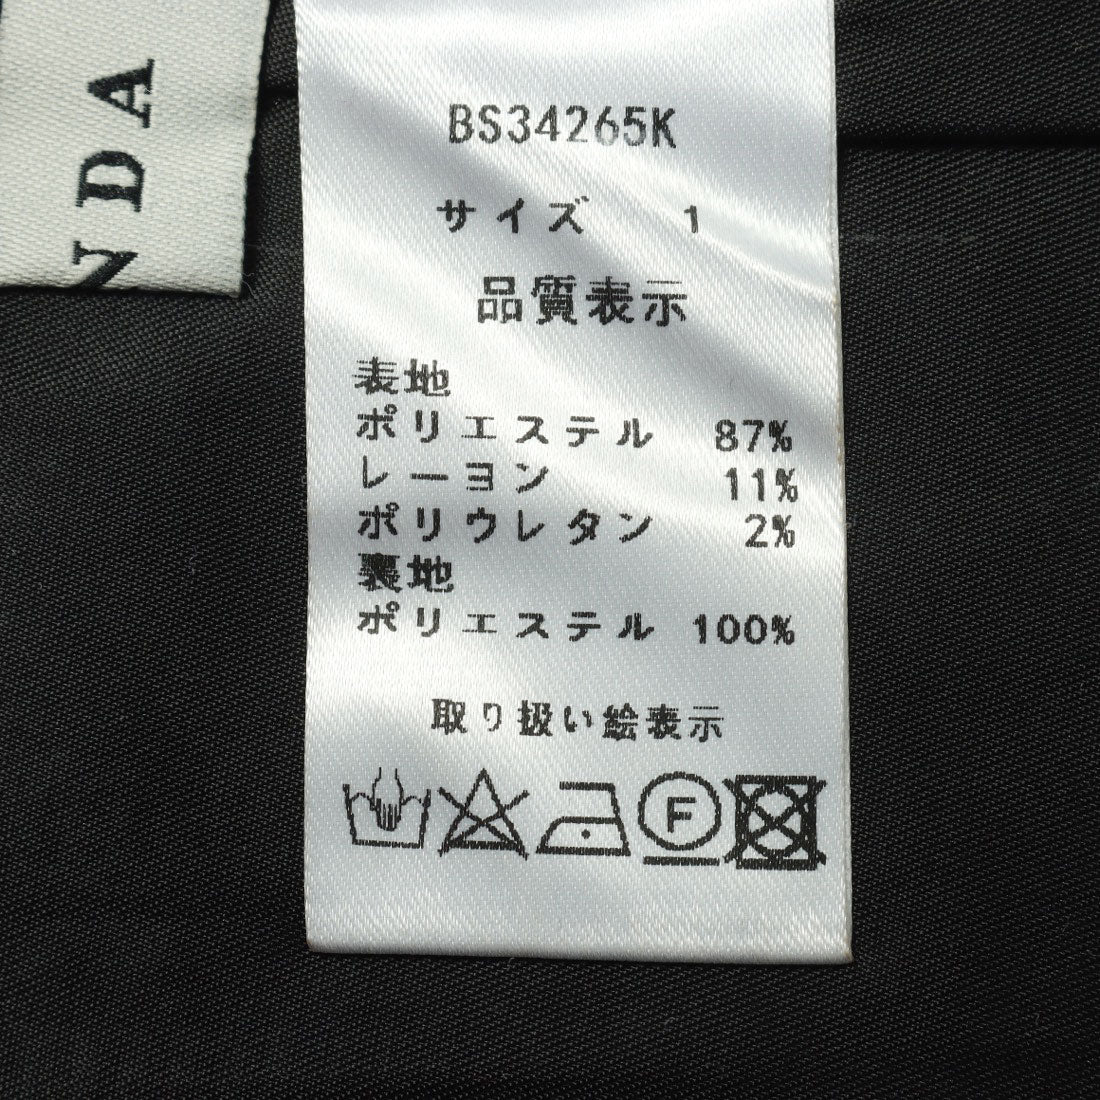 NDA
BS34265K
サイズ 1
品質表示
表地
ポリエステル 87%
レーヨン 11%
ポリウレタン 2%
裏地
ポリエステル 100%
取り扱い絵表示
F